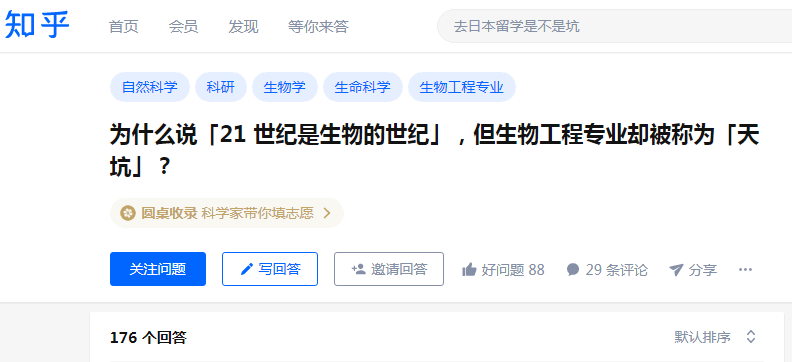 知乎 首页 会员 发现 等你来答 去日本留学是不是坑
自然科学 科研 生物学 生命科学 生物工程专业
为什么说「21 世纪是生物的世纪」，但生物工程专业却被称为「天
坑」？
圆桌收录 科学家带你填志愿
关注问题 写回答 邀请回答 好问题 88 29 条评论 分享
176 个回答 默认排序